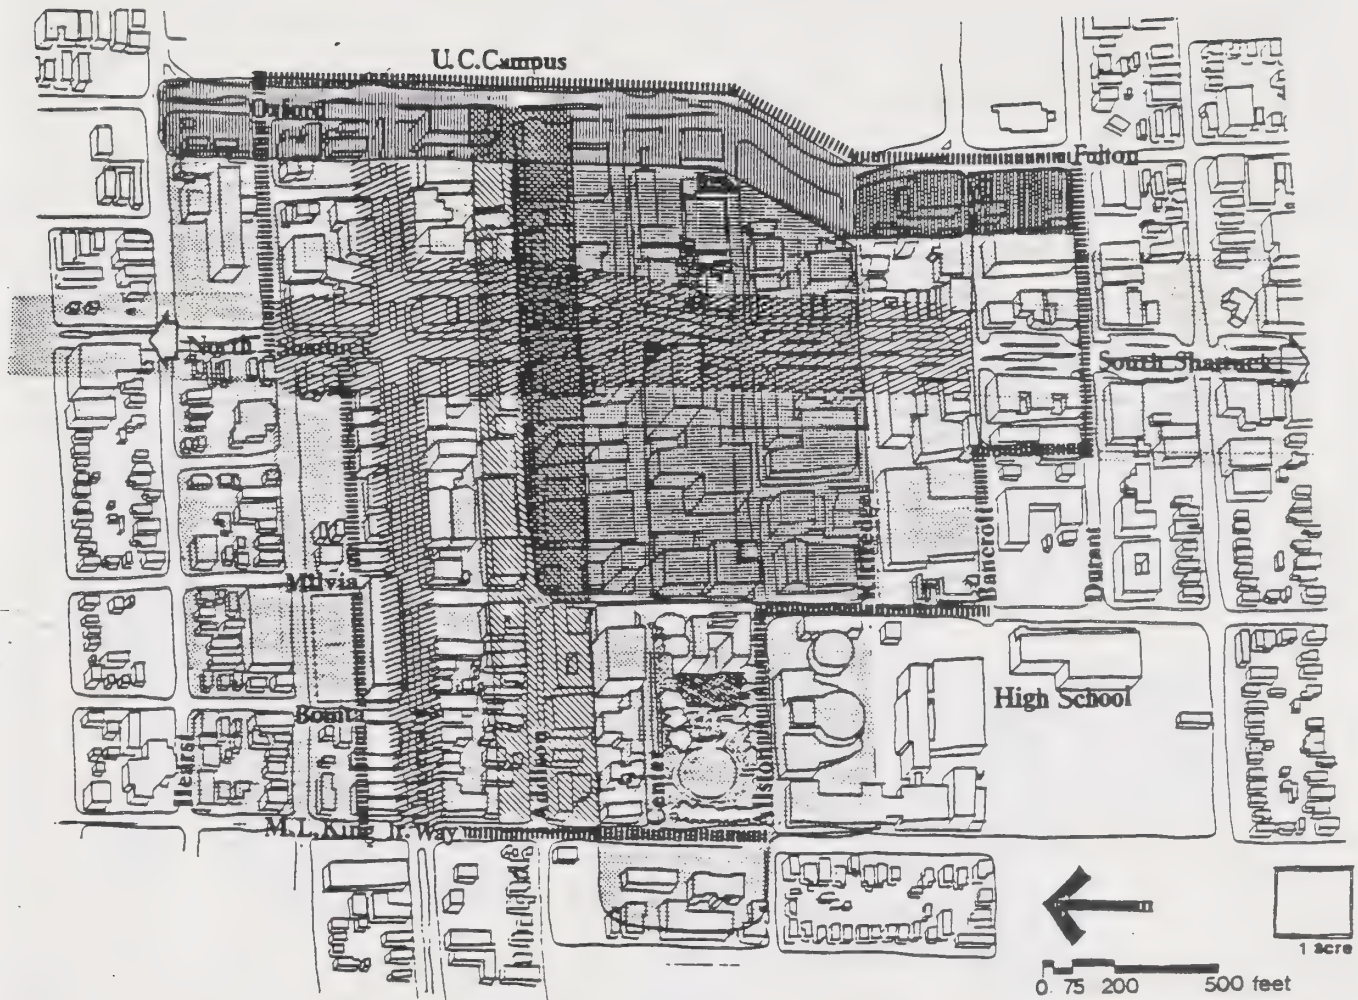 U.C.Campus
Oxford
Fulton
North Shattuck
South Shattuck
Milvia
Kittredge
Bancroft
Durant
High School
Bonita
Hearst
Addison
Center
Allston
M.L.King Jr. Way
1 acre
0 75 200 500 feet